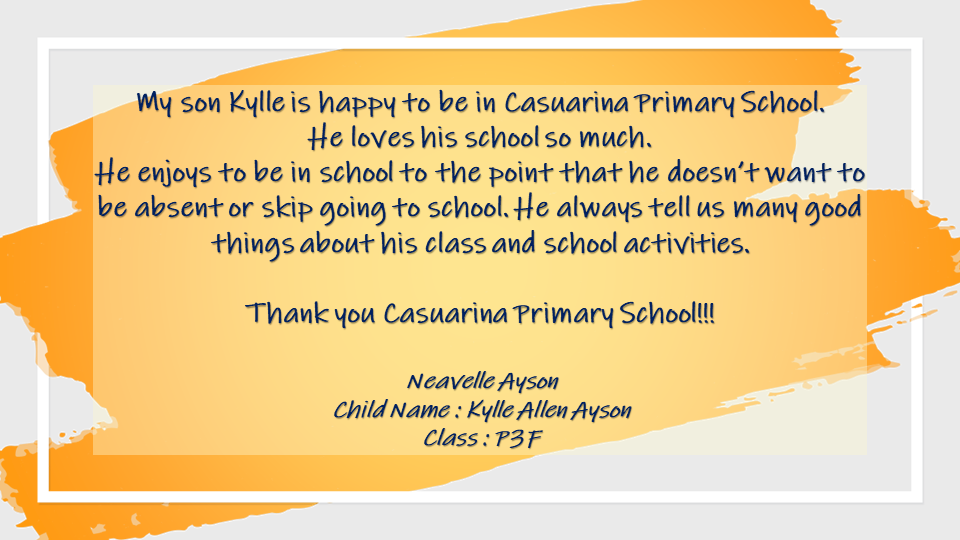 My son Kylle is happy to be in Casuarina Primary School.
He loves his school so much.
He enjoys to be in school to the point that he doesn't want to
be absent or skip going to school. He always tell us many good
things about his class and school activities.
Thank you Casuarina Primary School!!!
Neavelle Ayson
Child Name : Kylle Allen Ayson
Class : P3F